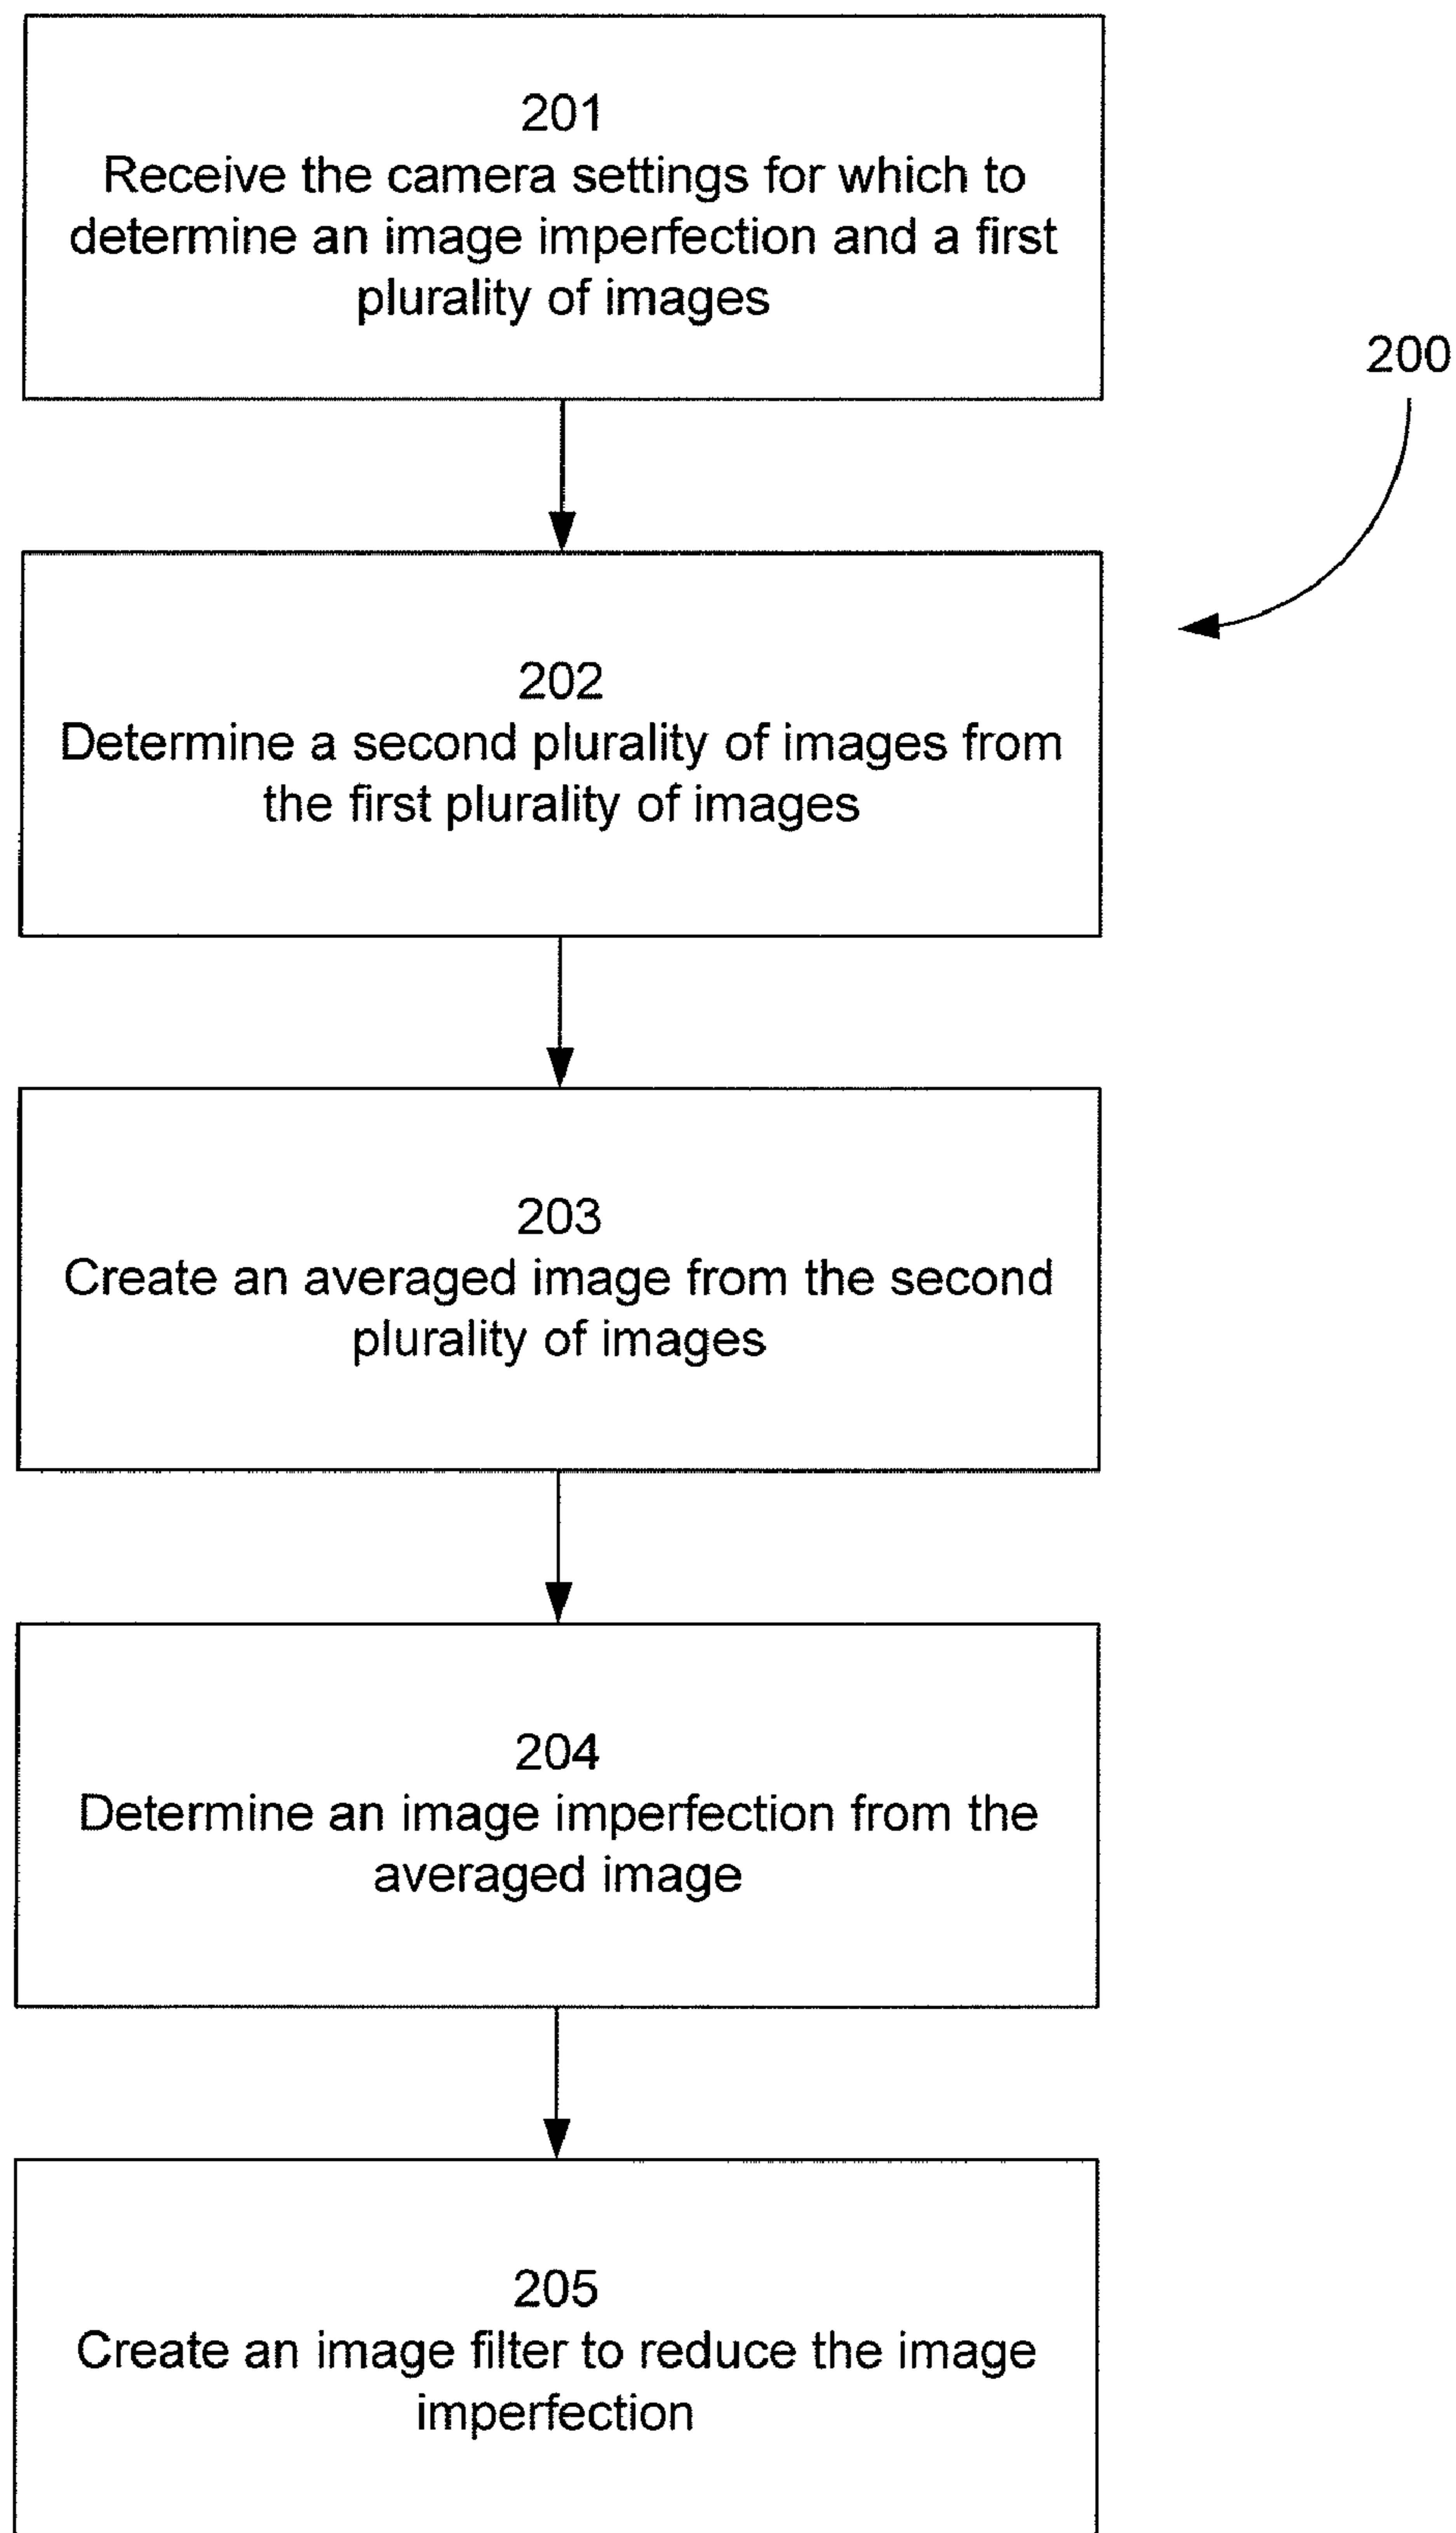 201
Receive the camera settings for which to
determine an image imperfection and a first
plurality of images
200
202
Determine a second plurality of images from
the first plurality of images
203
Create an averaged image from the second
plurality of images
204
Determine an image imperfection from the
averaged image
205
Create an image filter to reduce the image
imperfection